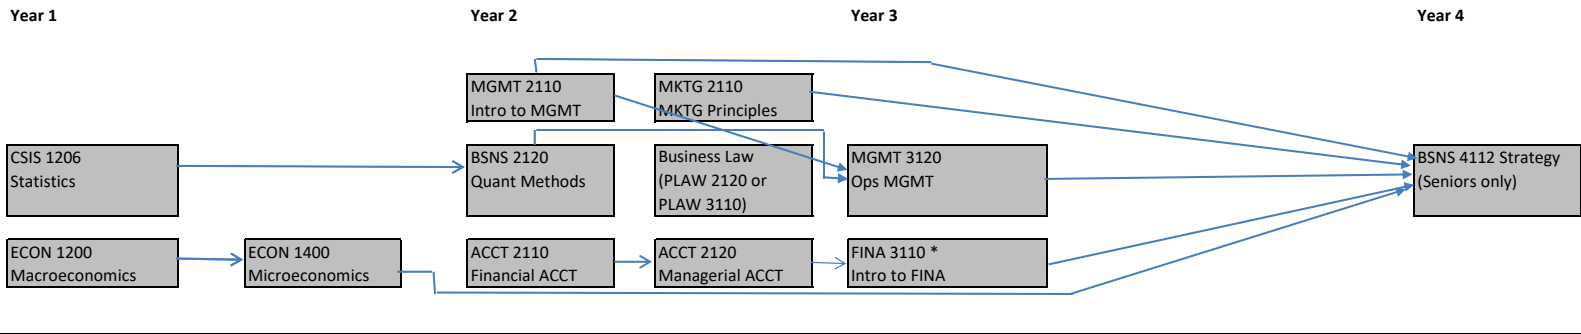 Year 1
Year 2
Year 3
Year 4
MGMT 2110
Intro to MGMT
MKTG 2110
MKTG Principles
CSIS 1206
Statistics
BSNS 2120
Quant Methods
Business Law
(PLAW 2120 or
PLAW 3110)
MGMT 3120
Ops MGMT
BSNS 4112 Strategy
(Seniors only)
ECON 1200
Macroeconomics
ECON 1400
Microeconomics
ACCT 2110
Financial ACCT
ACCT 2120
Managerial ACCT
FINA 3110 *
Intro to FINA